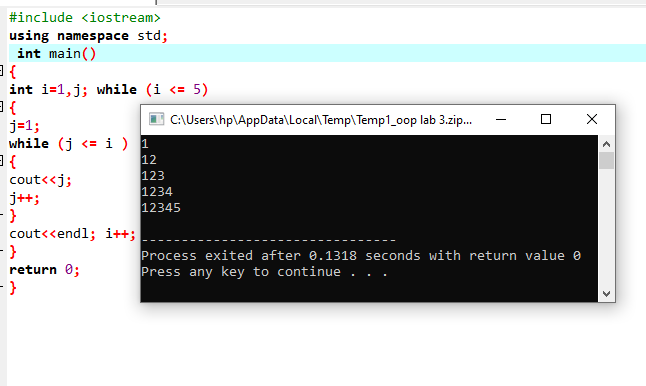 #include <iostream>
using namespace std;
int main()
{
int i=1,j; while (i <= 5)
{
j=1;
while (j <= i )
{
cout<<j;
j++;
}
cout<<endl; i++;
}
return 0;
}
C:\Users\hp\AppData\Local\Temp\Temp1_oop lab 3.zip...
1
12
123
1234
12345
--------------------------------
Process exited after 0.1318 seconds with return value 0
Press any key to continue . . .